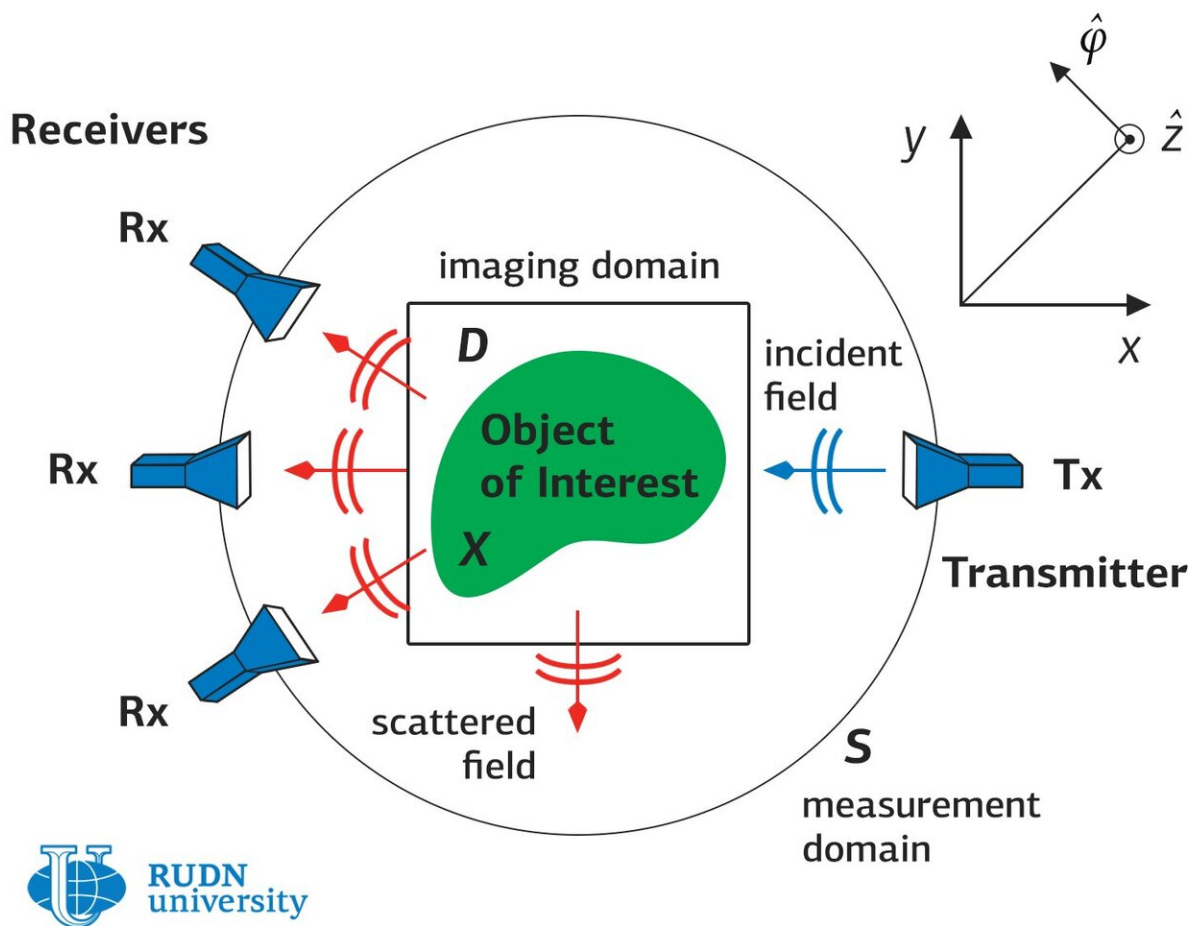 Receivers
Rx
imaging domain
D
incident
field
Object
of Interest
X
Rx
Tx
Transmitter
Rx
scattered
field
S
measurement
domain
y
x
φ̂
ẑ
U
RUDN
university